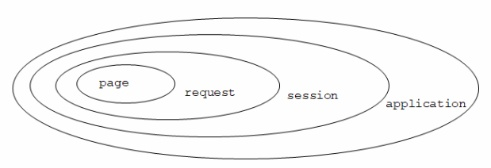 page
request
session
application